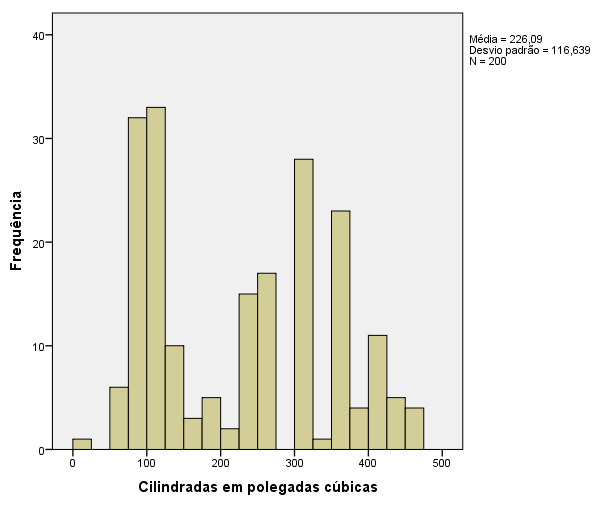 Média = 226,09
Desvio padrão = 116,639
N = 200
Frequência
40
30
20
10
0
0 100 200 300 400 500
Cilindradas em polegadas cúbicas